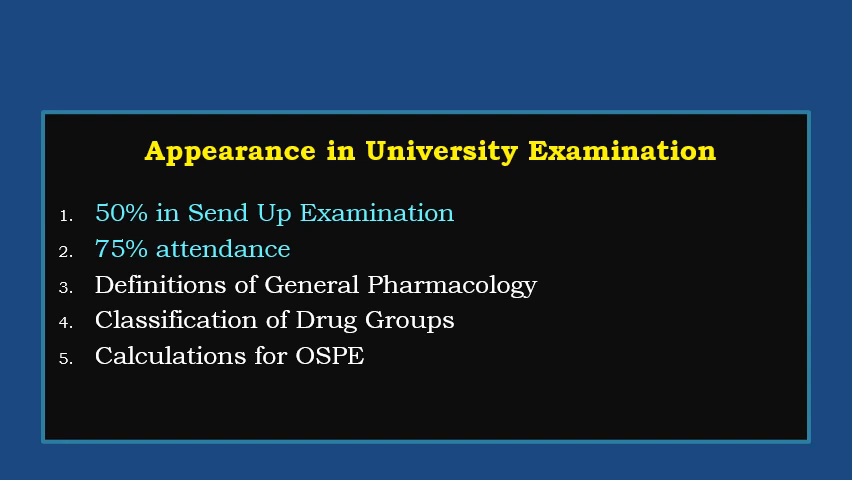 Appearance in University Examination
1. 50% in Send Up Examination
2. 75% attendance
3. Definitions of General Pharmacology
4. Classification of Drug Groups
5. Calculations for OSPE